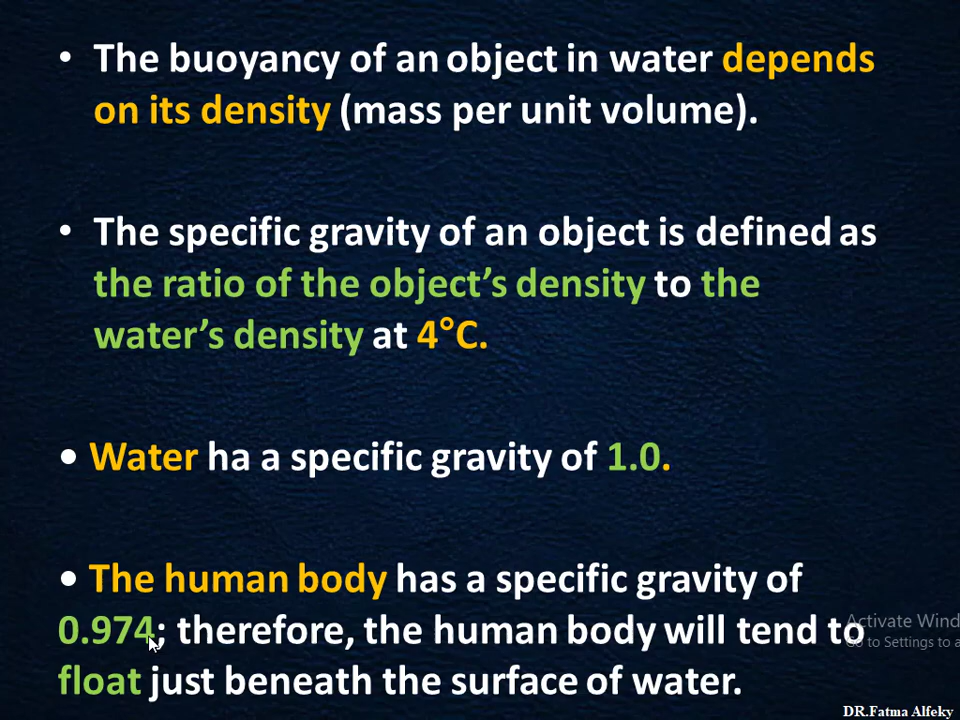 • The buoyancy of an object in water depends
on its density (mass per unit volume).
• The specific gravity of an object is defined as
the ratio of the object’s density to the
water’s density at 4°C.
• Water ha a specific gravity of 1.0.
• The human body has a specific gravity of
0.974; therefore, the human body will tend to
float just beneath the surface of water.
Activate Wind
Go to Settings to a
DR.Fatma Alfeky